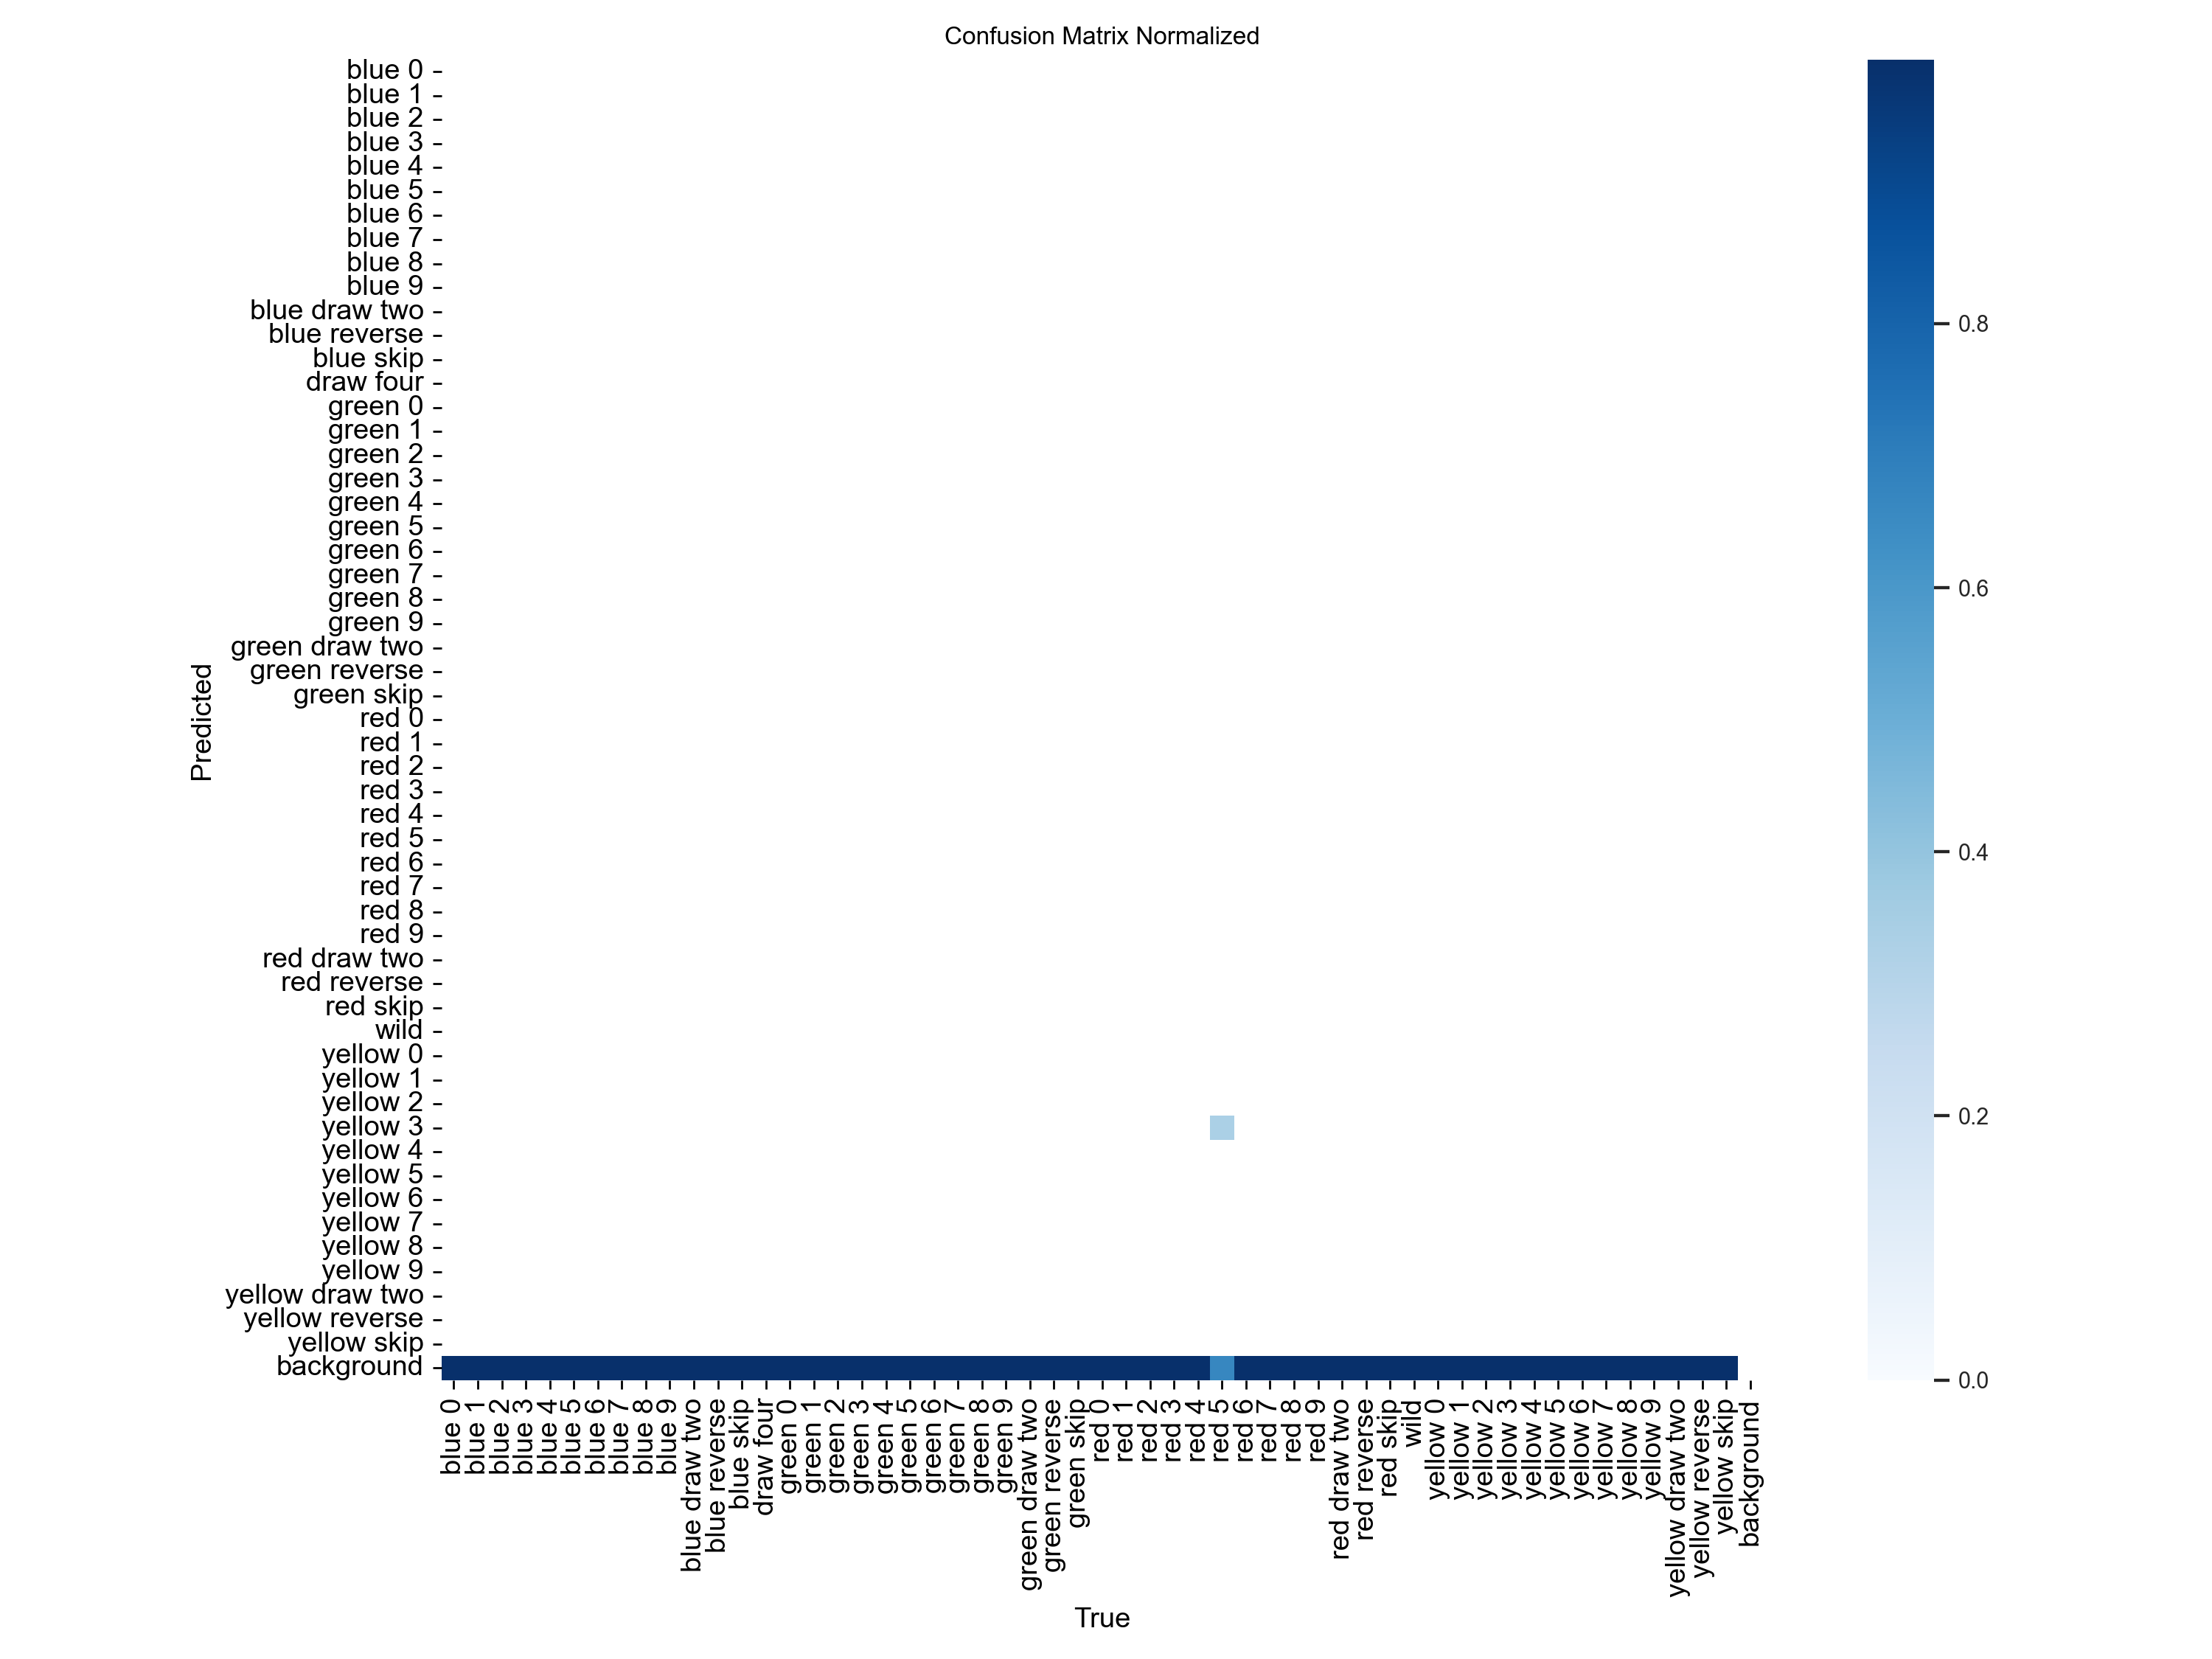 Confusion Matrix Normalized
blue 0
blue 1
blue 2
blue 3
blue 4
blue 5
blue 6
blue 7
blue 8
blue 9
blue draw two
blue reverse
blue skip
draw four
green 0
green 1
green 2
green 3
green 4
green 5
green 6
green 7
green 8
green 9
green draw two
green reverse
green skip
red 0
red 1
red 2
red 3
red 4
red 5
red 6
red 7
red 8
red 9
red draw two
red reverse
red skip
wild
yellow 0
yellow 1
yellow 2
yellow 3
yellow 4
yellow 5
yellow 6
yellow 7
yellow 8
yellow 9
yellow draw two
yellow reverse
yellow skip
background
Predicted
blue 0
blue 1
blue 2
blue 3
blue 4
blue 5
blue 6
blue 7
blue 8
blue 9
blue draw two
blue reverse
blue skip
draw four
green 0
green 1
green 2
green 3
green 4
green 5
green 6
green 7
green 8
green 9
green draw two
green reverse
green skip
red 0
red 1
red 2
red 3
red 4
red 5
red 6
red 7
red 8
red 9
red draw two
red reverse
red skip
wild
yellow 0
yellow 1
yellow 2
yellow 3
yellow 4
yellow 5
yellow 6
yellow 7
yellow 8
yellow 9
yellow draw two
yellow reverse
yellow skip
background
True
0.8
0.6
0.4
0.2
0.0